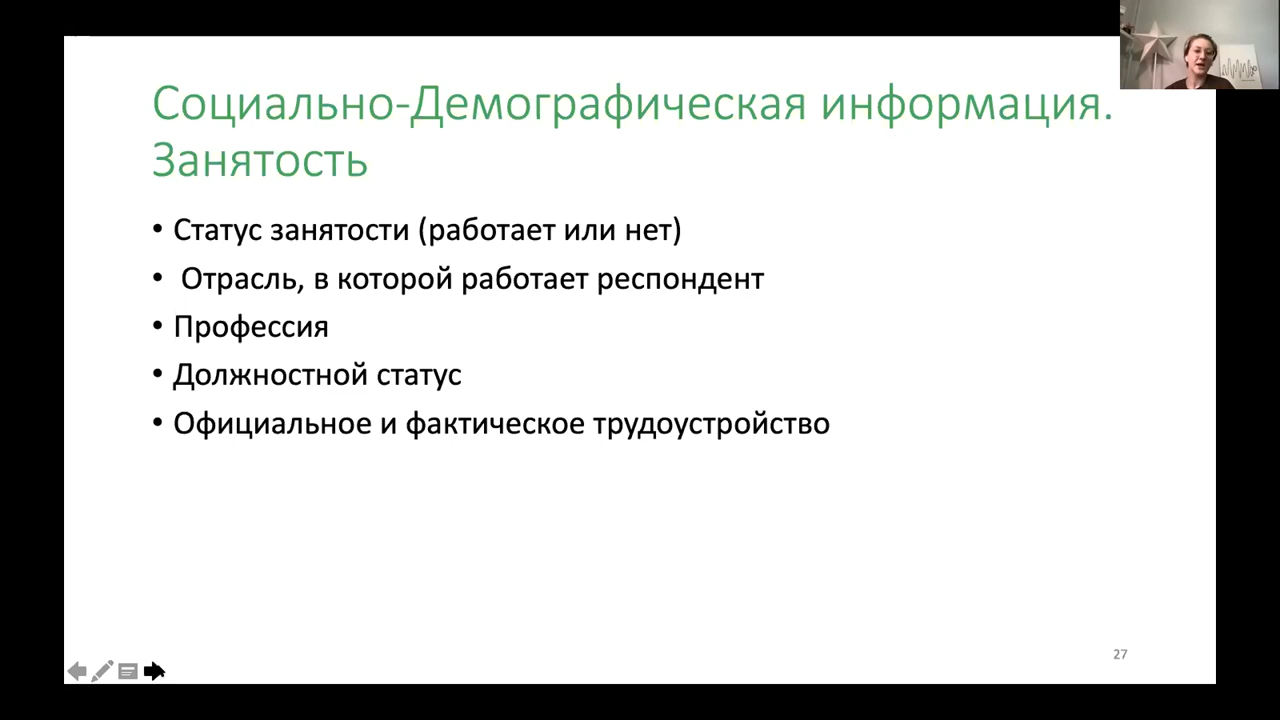 Социально-Демографическая информация.
Занятость
• Статус занятости (работает или нет)
• Отрасль, в которой работает респондент
• Профессия
• Должностной статус
• Официальное и фактическое трудоустройство
27